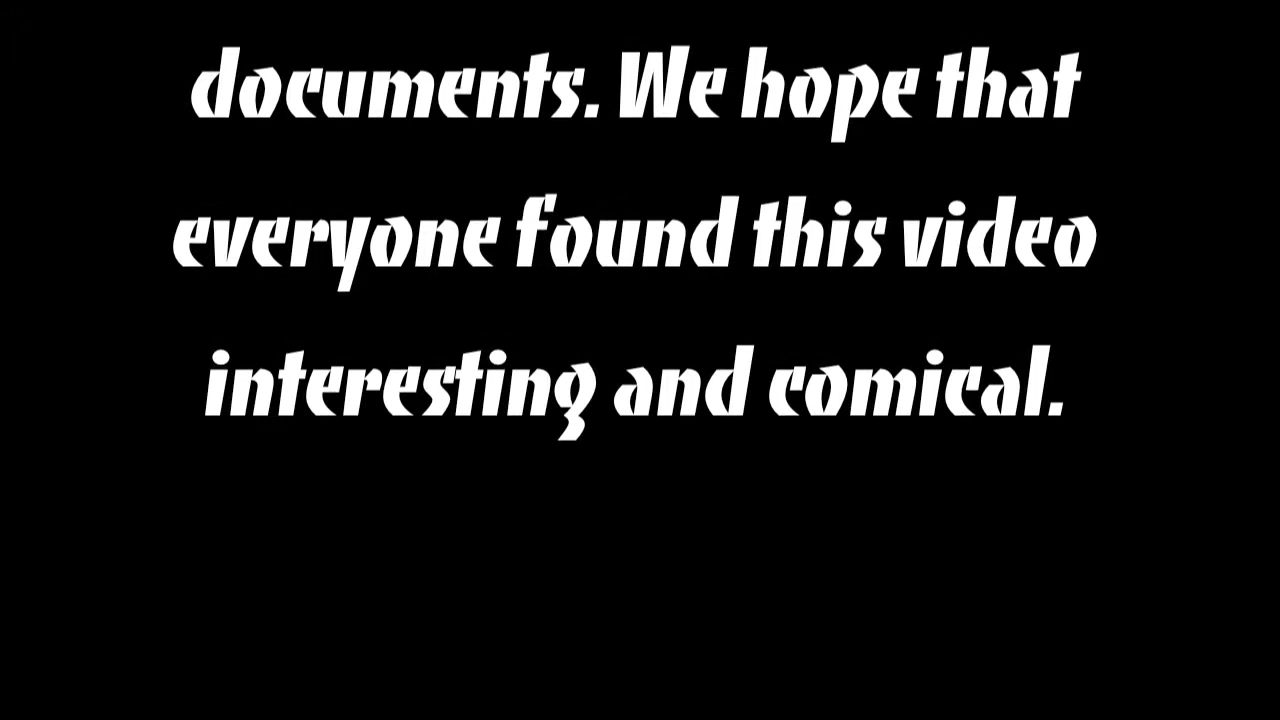 documents. We hope that
everyone found this video
interesting and comical.